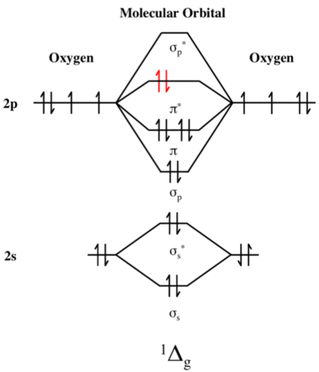 Molecular Orbital
σp*
Oxygen
Oxygen
2p
π*
π
σp
2s
σs*
σs
¹Δg